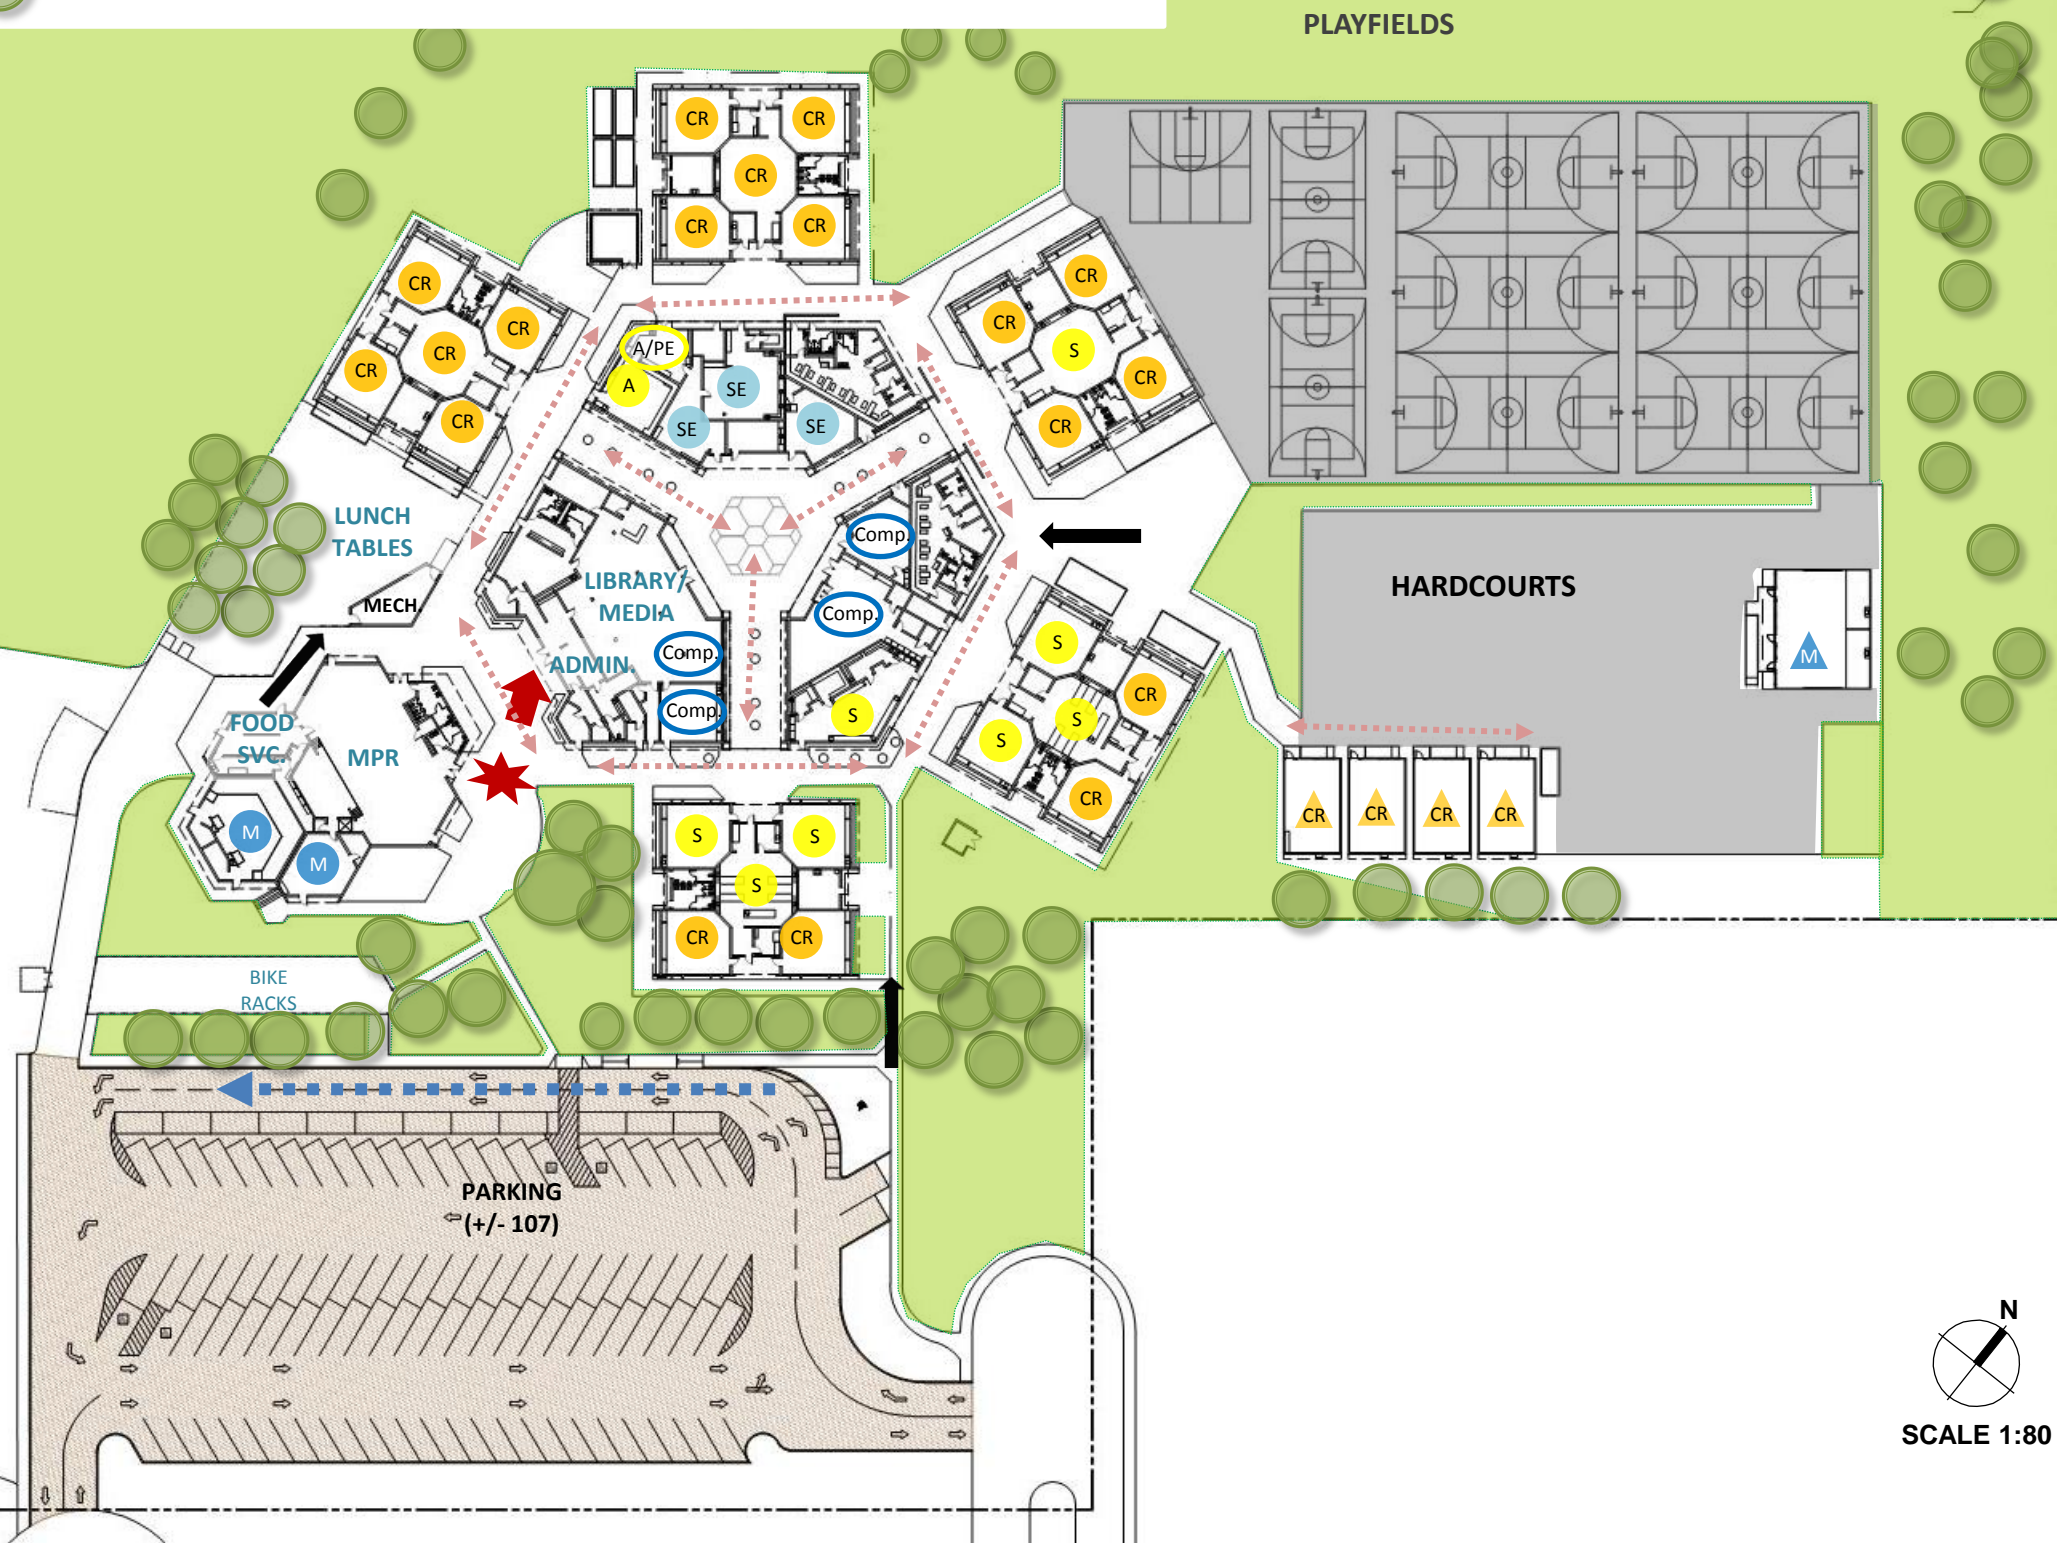 PLAYFIELDS
CR
CR
CR
CR
CR
CR
CR
CR
CR
CR
CR
CR
S
CR
CR
A/PE
A
SE
SE
SE
LUNCH
TABLES
MECH.
LIBRARY/
MEDIA
ADMIN.
Comp.
Comp.
Comp.
Comp.
S
HARDCOURTS
M
S
CR
S
S
CR
CR
CR
CR
CR
FOOD
SVC.
MPR
M
M
S
S
S
CR
CR
BIKE
RACKS
PARKING
(+/- 107)
N
SCALE 1:80